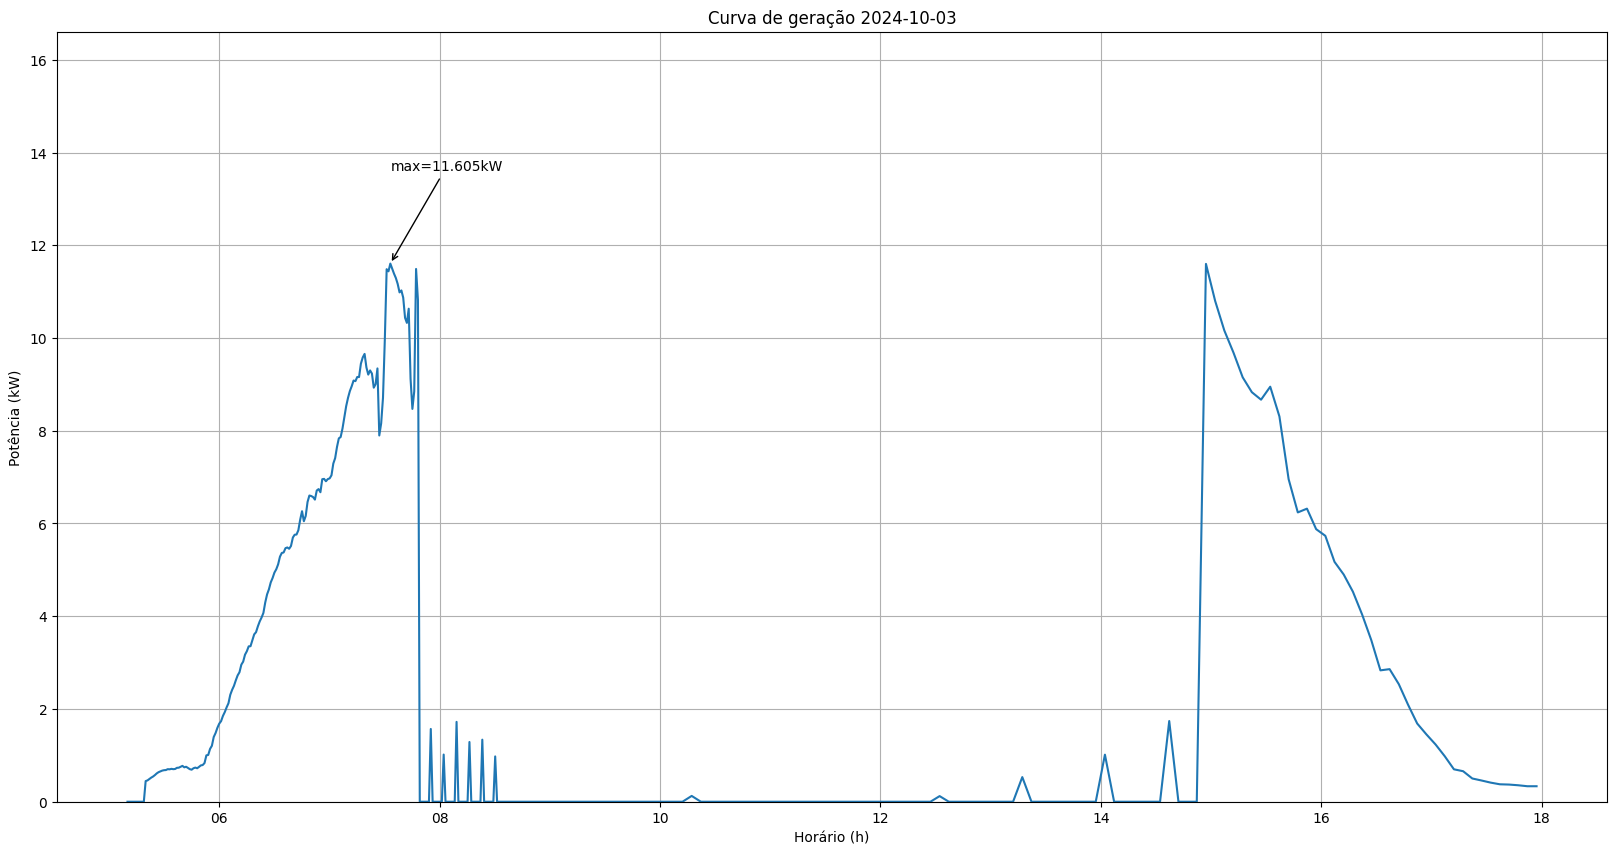 Curva de geração 2024-10-03
16
14
max=11.605kW
12
10
8
6
4
2
0
Potência (kW)
06 08 10 12 14 16 18
Horário (h)